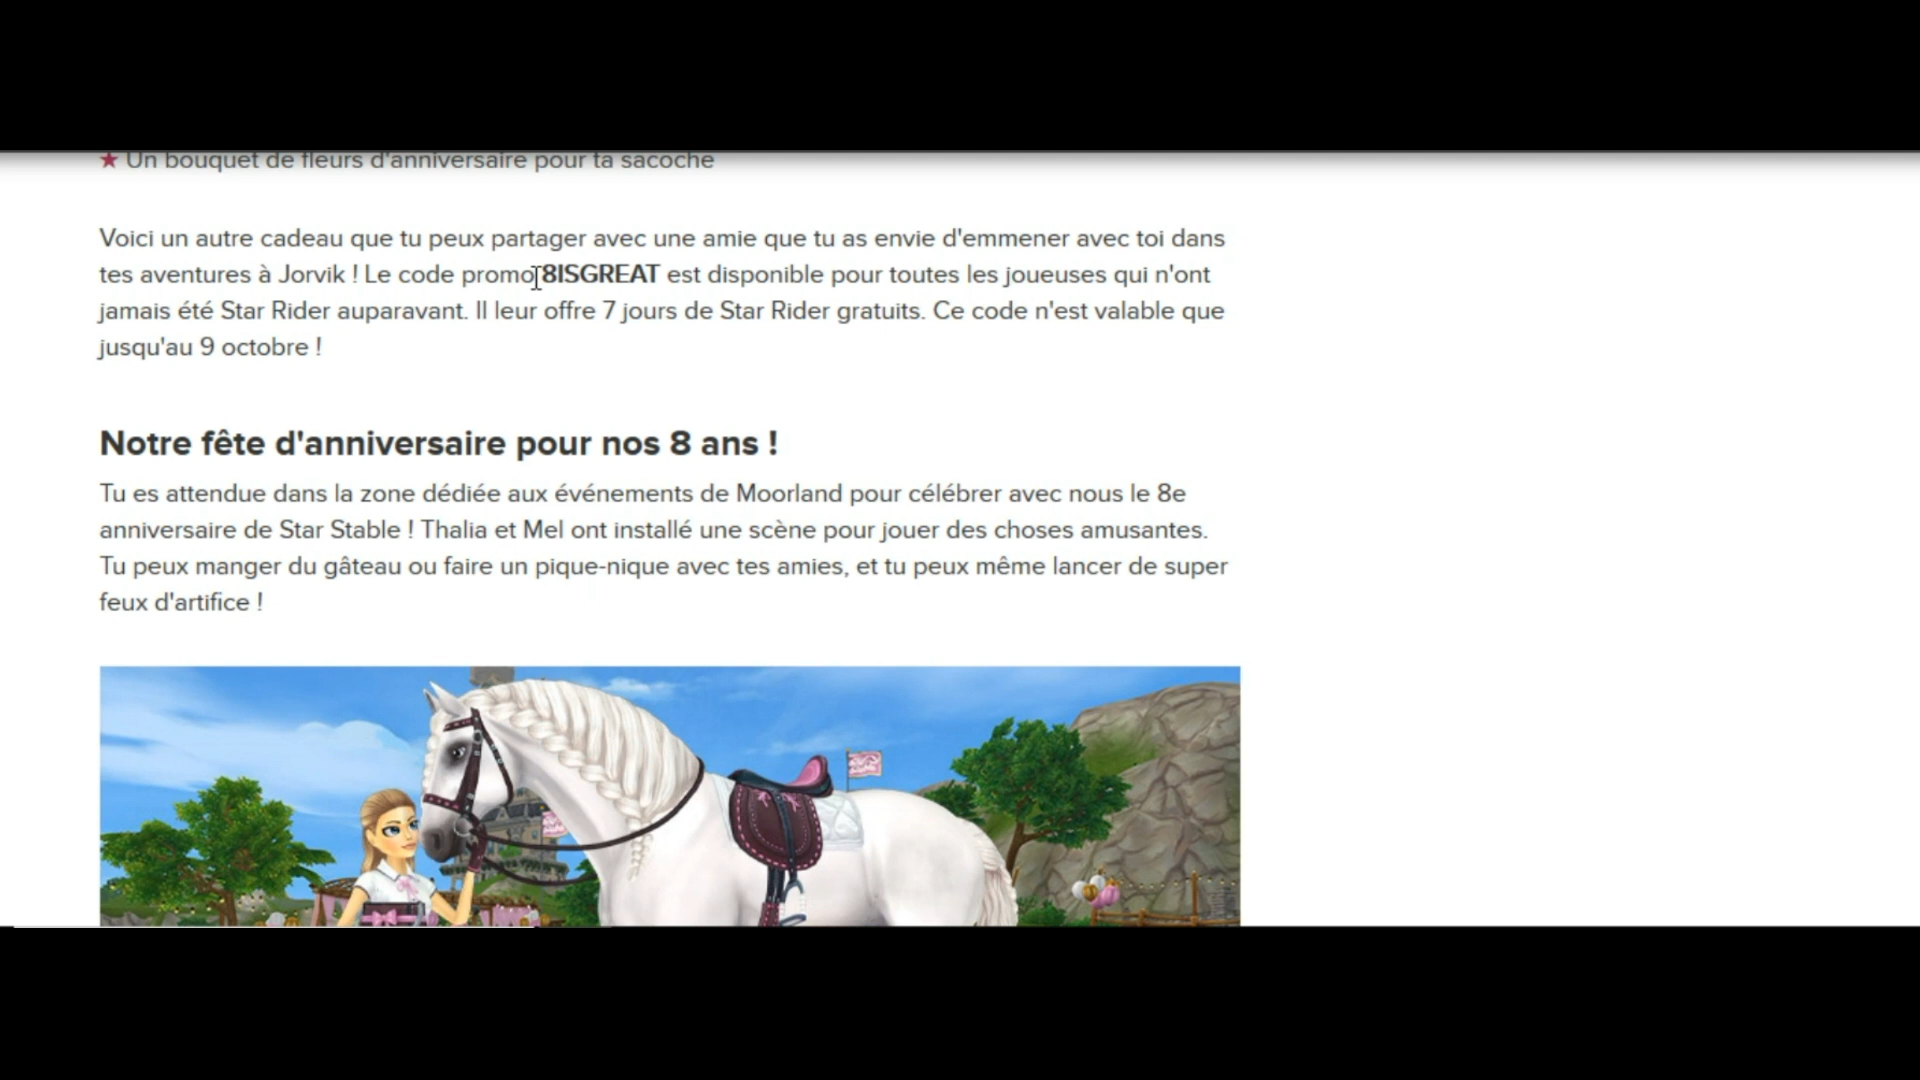 ★ Un bouquet de fleurs d'anniversaire pour ta sacoche
Voici un autre cadeau que tu peux partager avec une amie que tu as envie d'emmener avec toi dans
tes aventures à Jorvik ! Le code promo 8ISGREAT est disponible pour toutes les joueuses qui n'ont
jamais été Star Rider auparavant. Il leur offre 7 jours de Star Rider gratuits. Ce code n'est valable que
jusqu'au 9 octobre !
Notre fête d'anniversaire pour nos 8 ans !
Tu es attendue dans la zone dédiée aux événements de Moorland pour célébrer avec nous le 8e
anniversaire de Star Stable ! Thalia et Mel ont installé une scène pour jouer des choses amusantes.
Tu peux manger du gâteau ou faire un pique-nique avec tes amies, et tu peux même lancer de super
feux d'artifice !